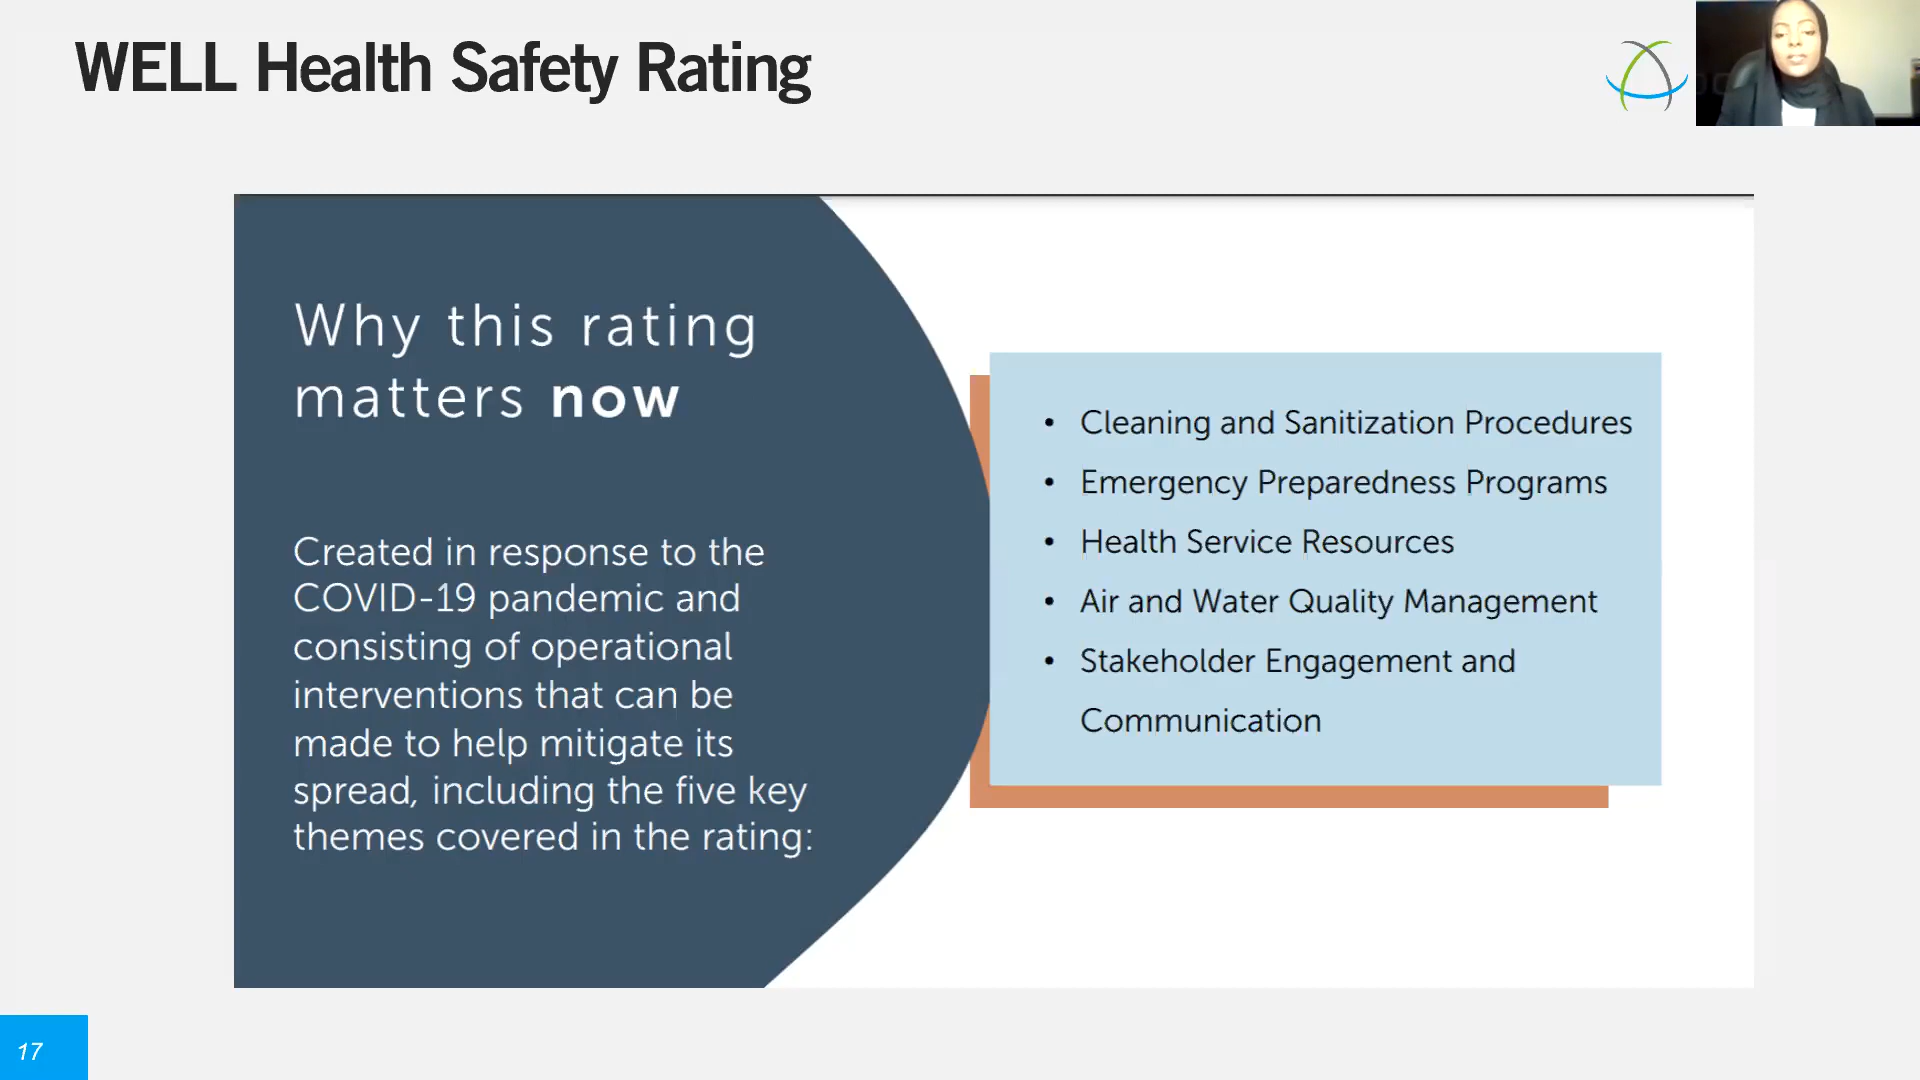 WELL Health Safety Rating
Why this rating
matters now
Created in response to the
COVID-19 pandemic and
consisting of operational
interventions that can be
made to help mitigate its
spread, including the five key
themes covered in the rating:
• Cleaning and Sanitization Procedures
• Emergency Preparedness Programs
• Health Service Resources
• Air and Water Quality Management
• Stakeholder Engagement and
Communication
17